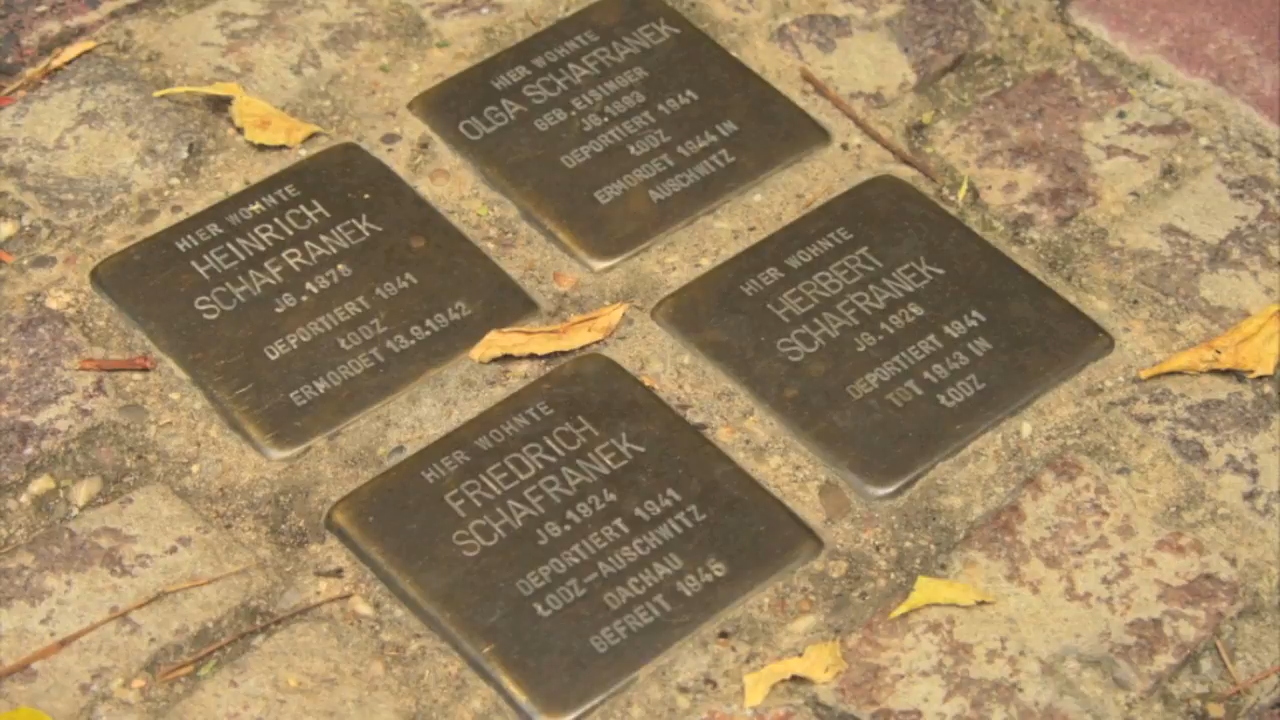 HIER WOHNTE
OLGA SCHAFRANEK
GEB. EISINGER
JG. 1893
DEPORTIERT 1941
ŁODZ
ERMORDET 1944 IN
AUSCHWITZ
HIER WOHNTE
HEINRICH
SCHAFRANEK
JG. 1876
DEPORTIERT 1941
ŁODZ
ERMORDET 13.9.1942
HIER WOHNTE
HERBERT
SCHAFRANEK
JG. 1926
DEPORTIERT 1941
TOT 1943 IN
ŁODZ
HIER WOHNTE
FRIEDRICH
SCHAFRANEK
JG. 1924
DEPORTIERT 1941
ŁODZ–AUSCHWITZ
DACHAU
BEFREIT 1945